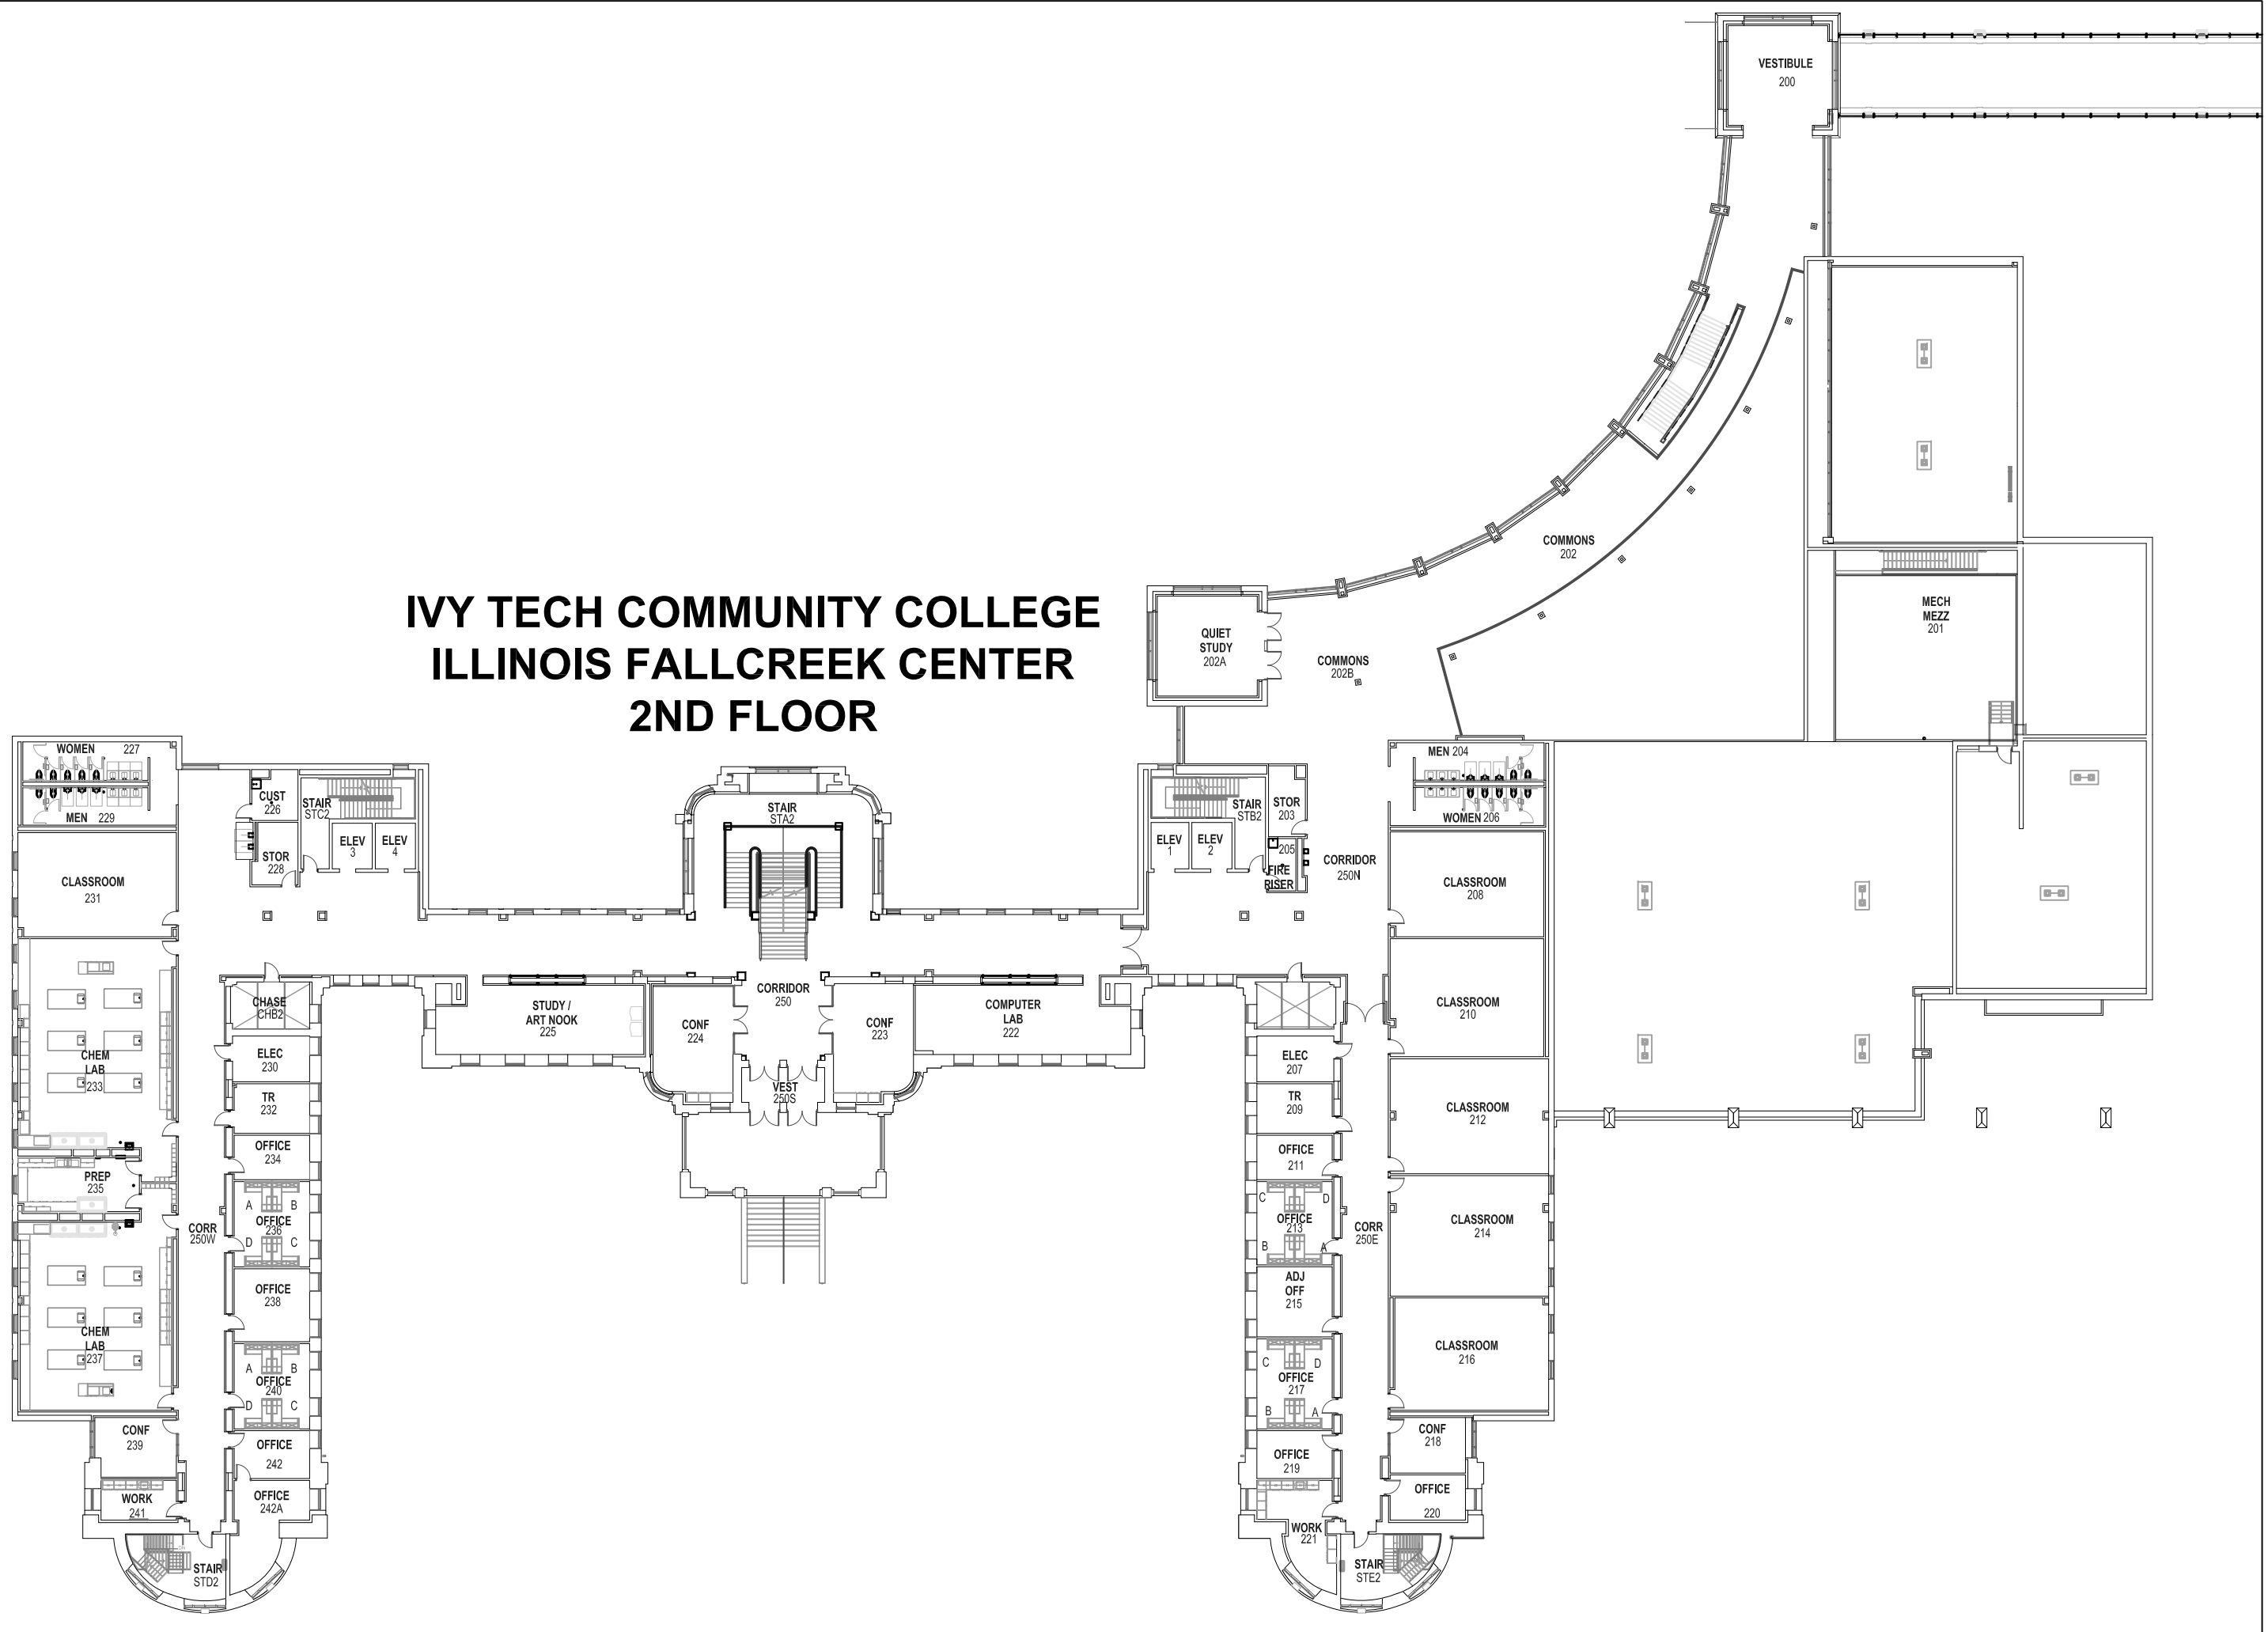 VESTIBULE
200
COMMONS
202
MECH
MEZZ
201
QUIET
STUDY
202A
COMMONS
202B
IVY TECH COMMUNITY COLLEGE
ILLINOIS FALLCREEK CENTER
2ND FLOOR
WOMEN 227
MEN 229
CUST
226
STAIR
STC2
STOR
228
ELEV
3
ELEV
4
STAIR
STA2
ELEV
1
ELEV
2
STAIR
STB2
STOR
203
205
FIRE
RISER
CORRIDOR
250N
MEN 204
WOMEN 206
CLASSROOM
231
CLASSROOM
208
CLASSROOM
210
CLASSROOM
212
CLASSROOM
214
CLASSROOM
216
CHASE
CHB2
STUDY /
ART NOOK
225
CONF
224
CORRIDOR
250
CONF
223
COMPUTER
LAB
222
VEST
250S
CHEM
LAB
233
PREP
235
CHEM
LAB
237
CORR
250W
ELEC
230
TR
232
OFFICE
234
A B
OFFICE
236
D C
OFFICE
238
A B
OFFICE
240
D C
OFFICE
242
OFFICE
242A
CONF
239
WORK
241
STAIR
STD2
ELEC
207
TR
209
OFFICE
211
C D
OFFICE
213
B A
ADJ
OFF
215
C D
OFFICE
217
B A
OFFICE
219
WORK
221
CORR
250E
CONF
218
OFFICE
220
STAIR
STE2